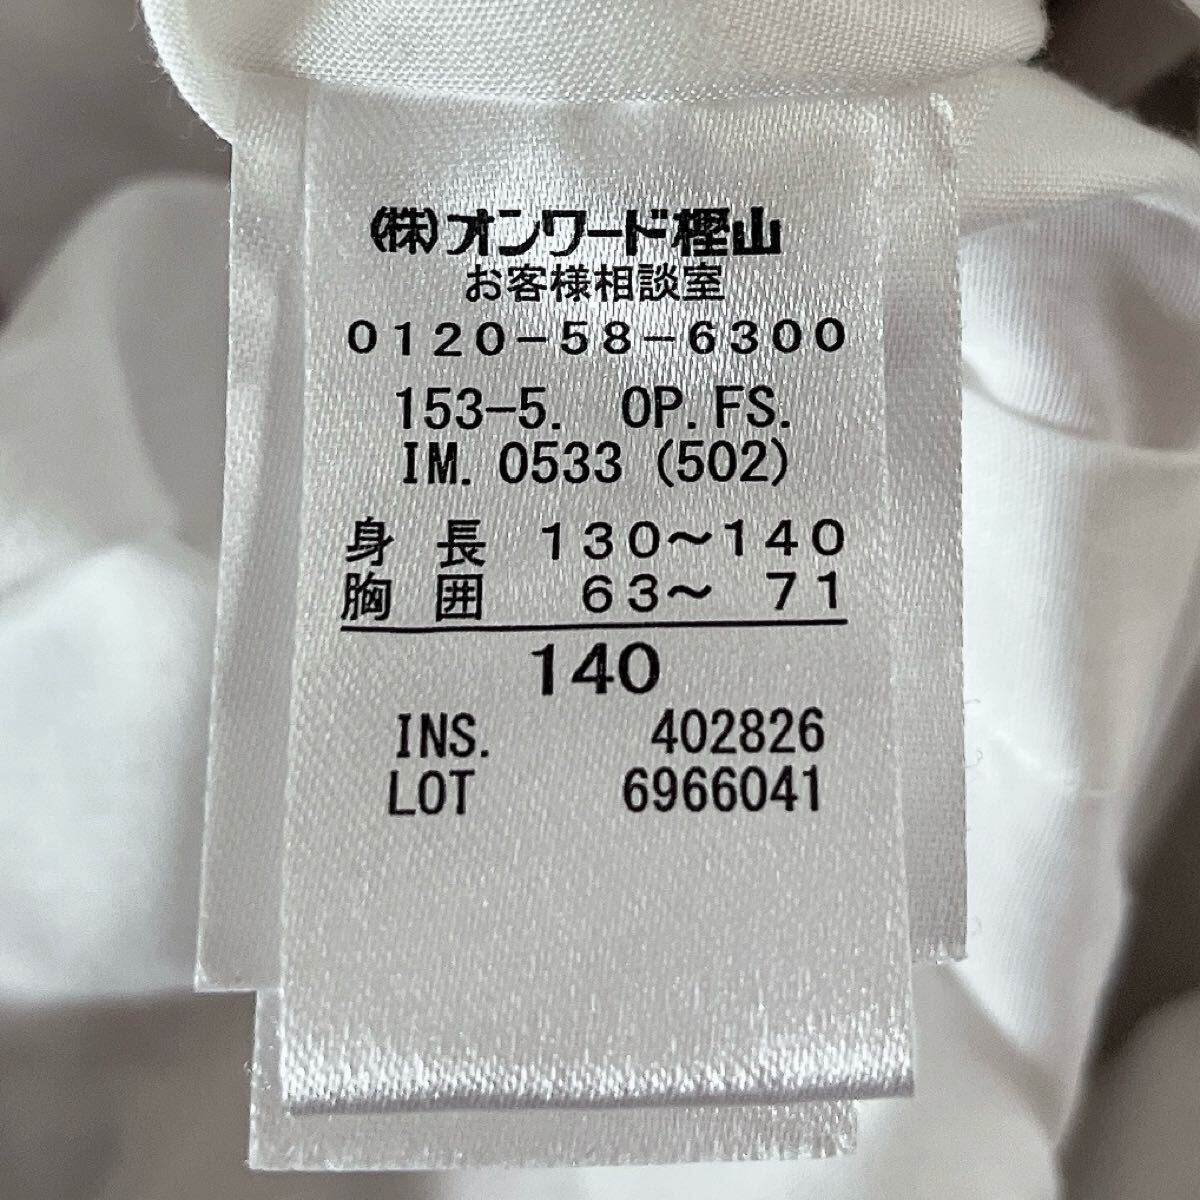 (株)オンワード樫山
お客様相談室
0120-58-6300
153-5. OP.FS.
IM. 0533 (502)
身 長 130〜140
胸 囲 63〜 71
140
INS. 402826
LOT 6966041